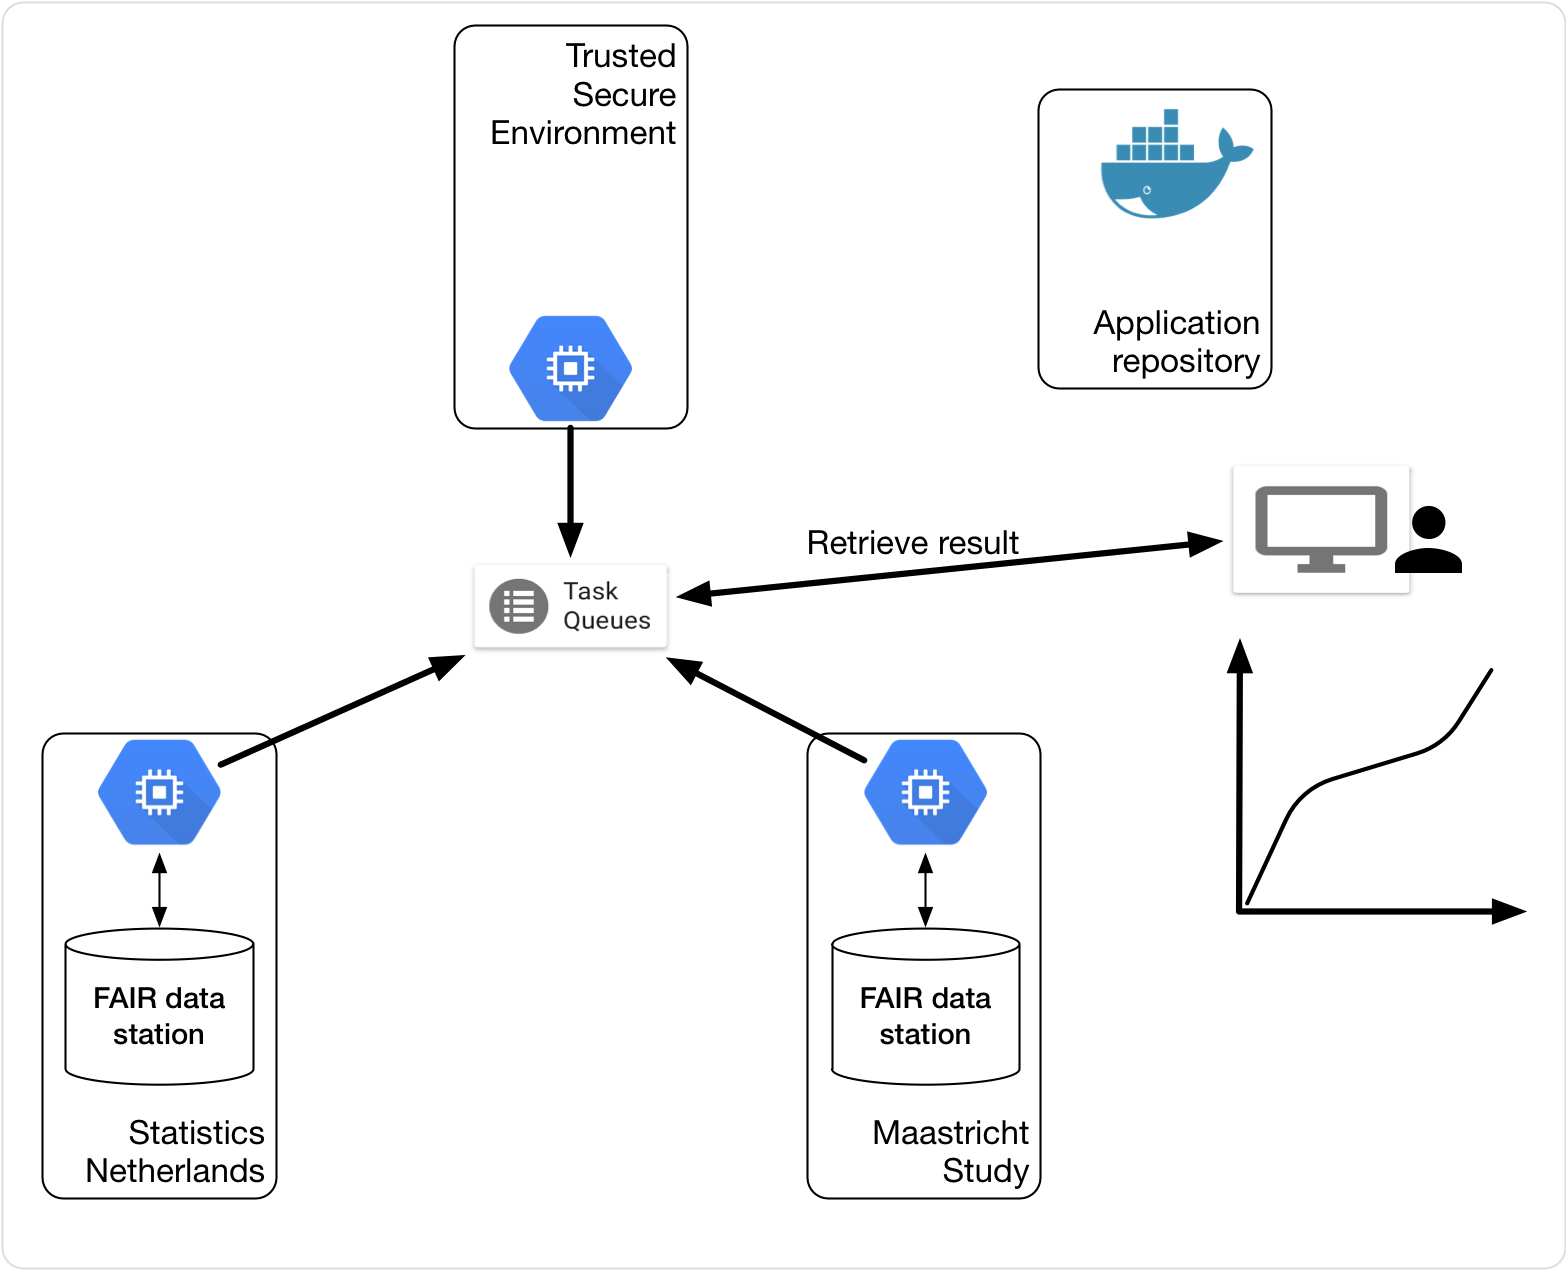 Trusted
Secure
Environment
Application
repository
Retrieve result
Task
Queues
FAIR data
station
Statistics
Netherlands
FAIR data
station
Maastricht
Study